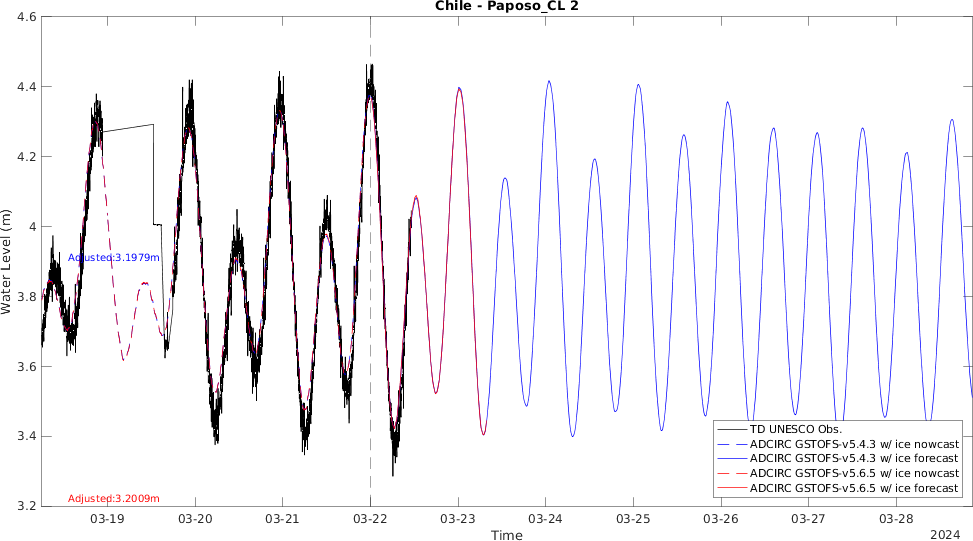 Chile - Paposo_CL 2
Water Level (m)
4.6
4.4
4.2
4
3.8
3.6
3.4
3.2
Adjusted:3.1979m
Adjusted:3.2009m
TD UNESCO Obs.
ADCIRC GSTOFS-v5.4.3 w/ ice nowcast
ADCIRC GSTOFS-v5.4.3 w/ ice forecast
ADCIRC GSTOFS-v5.6.5 w/ ice nowcast
ADCIRC GSTOFS-v5.6.5 w/ ice forecast
03-19 03-20 03-21 03-22 03-23 03-24 03-25 03-26 03-27 03-28
Time
2024